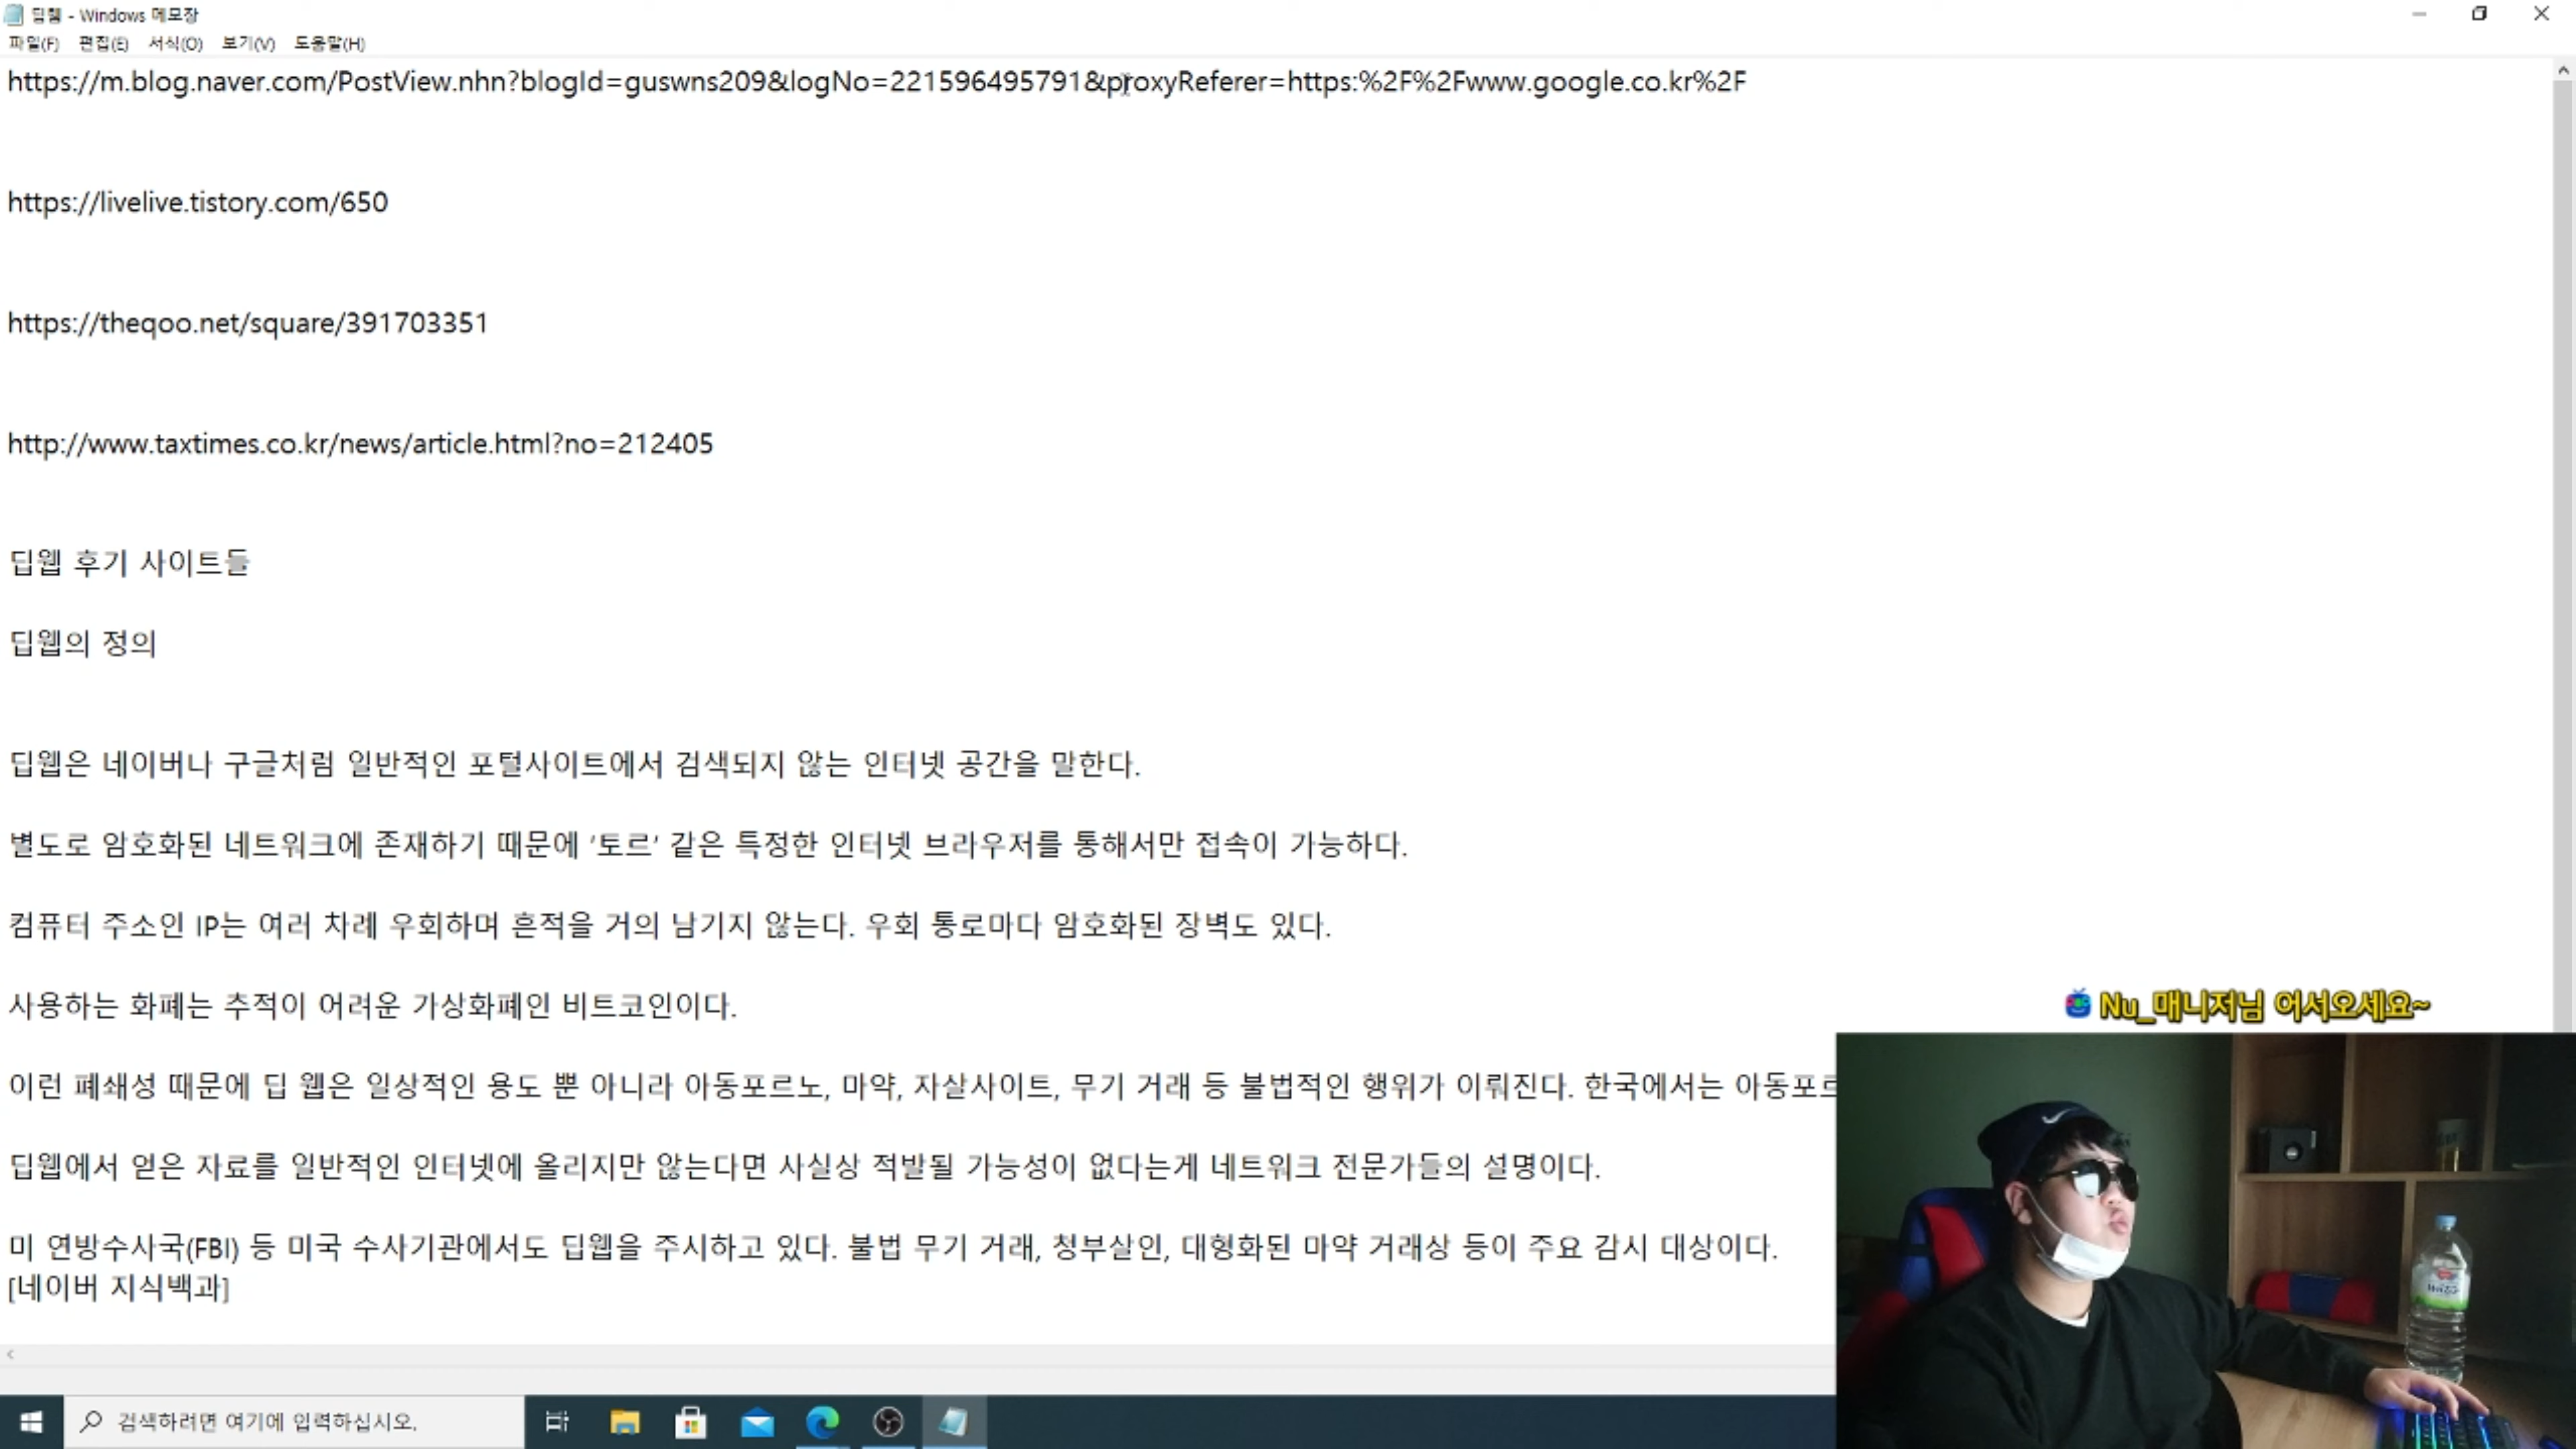 딥웹 - Windows 메모장
파일(F) 편집(E) 서식(O) 보기(V) 도움말(H)
https://m.blog.naver.com/PostView.nhn?blogId=guswns209&logNo=221596495791&proxyReferer=https:%2F%2Fwww.google.co.kr%2F
https://livelive.tistory.com/650
https://theqoo.net/square/391703351
http://www.taxtimes.co.kr/news/article.html?no=212405
딥웹 후기 사이트들
딥웹의 정의
딥웹은 네이버나 구글처럼 일반적인 포털사이트에서 검색되지 않는 인터넷 공간을 말한다.
별도로 암호화된 네트워크에 존재하기 때문에 ‘토르’ 같은 특정한 인터넷 브라우저를 통해서만 접속이 가능하다.
컴퓨터 주소인 IP는 여러 차례 우회하며 흔적을 거의 남기지 않는다. 우회 통로마다 암호화된 장벽도 있다.
사용하는 화폐는 추적이 어려운 가상화폐인 비트코인이다.
이런 폐쇄성 때문에 딥 웹은 일상적인 용도 뿐 아니라 아동포르노, 마약, 자살사이트, 무기 거래 등 불법적인 행위가 이뤄진다. 한국에서는 아동포르
딥웹에서 얻은 자료를 일반적인 인터넷에 올리지만 않는다면 사실상 적발될 가능성이 없다는게 네트워크 전문가들의 설명이다.
미 연방수사국(FBI) 등 미국 수사기관에서도 딥웹을 주시하고 있다. 불법 무기 거래, 청부살인, 대형화된 마약 거래상 등이 주요 감시 대상이다.
[네이버 지식백과]
Nu_매니저님 어서오세요~
검색하려면 여기에 입력하십시오.